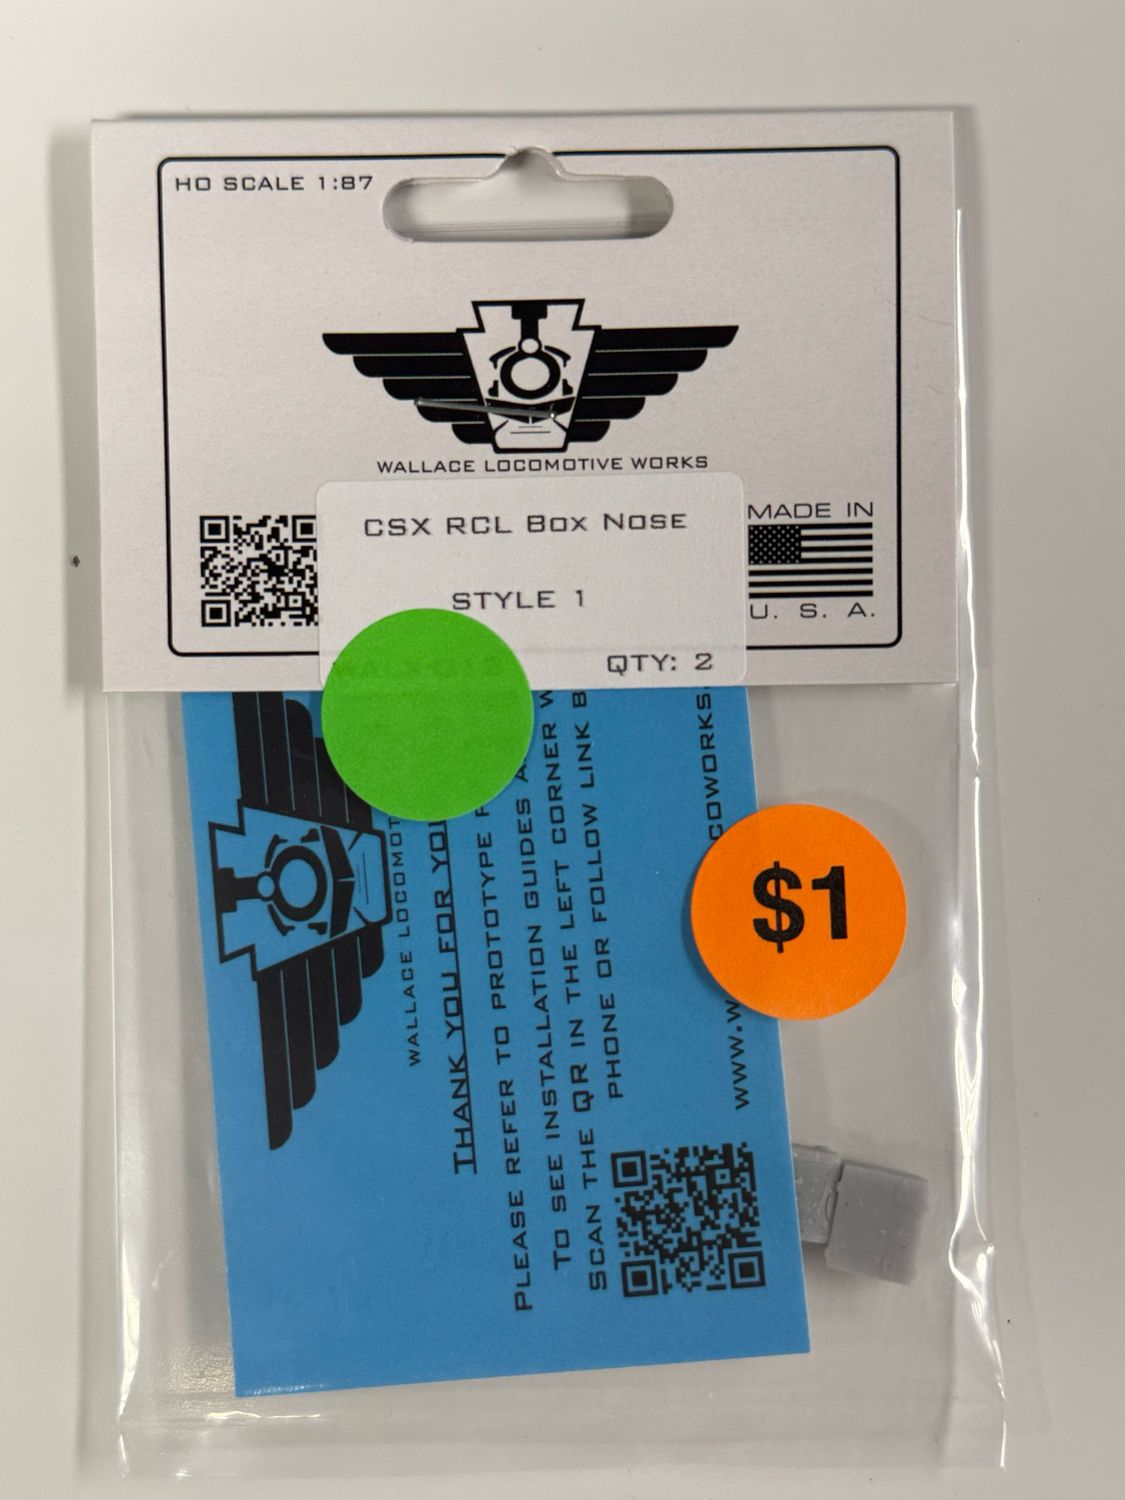 HO SCALE 1:87
WALLACE LOCOMOTIVE WORKS
CSX RCL Box Nose
STYLE 1
QTY: 2
MADE IN
U. S. A.
$1
WALLACE LOCOMOT
THANK YOU FOR YOU
PLEASE REFER TO PROTOTYPE
TO SEE INSTALLATION GUIDES
SCAN THE QR IN THE LEFT CORNER W
PHONE OR FOLLOW LINK B
WWW.W COWORKS.